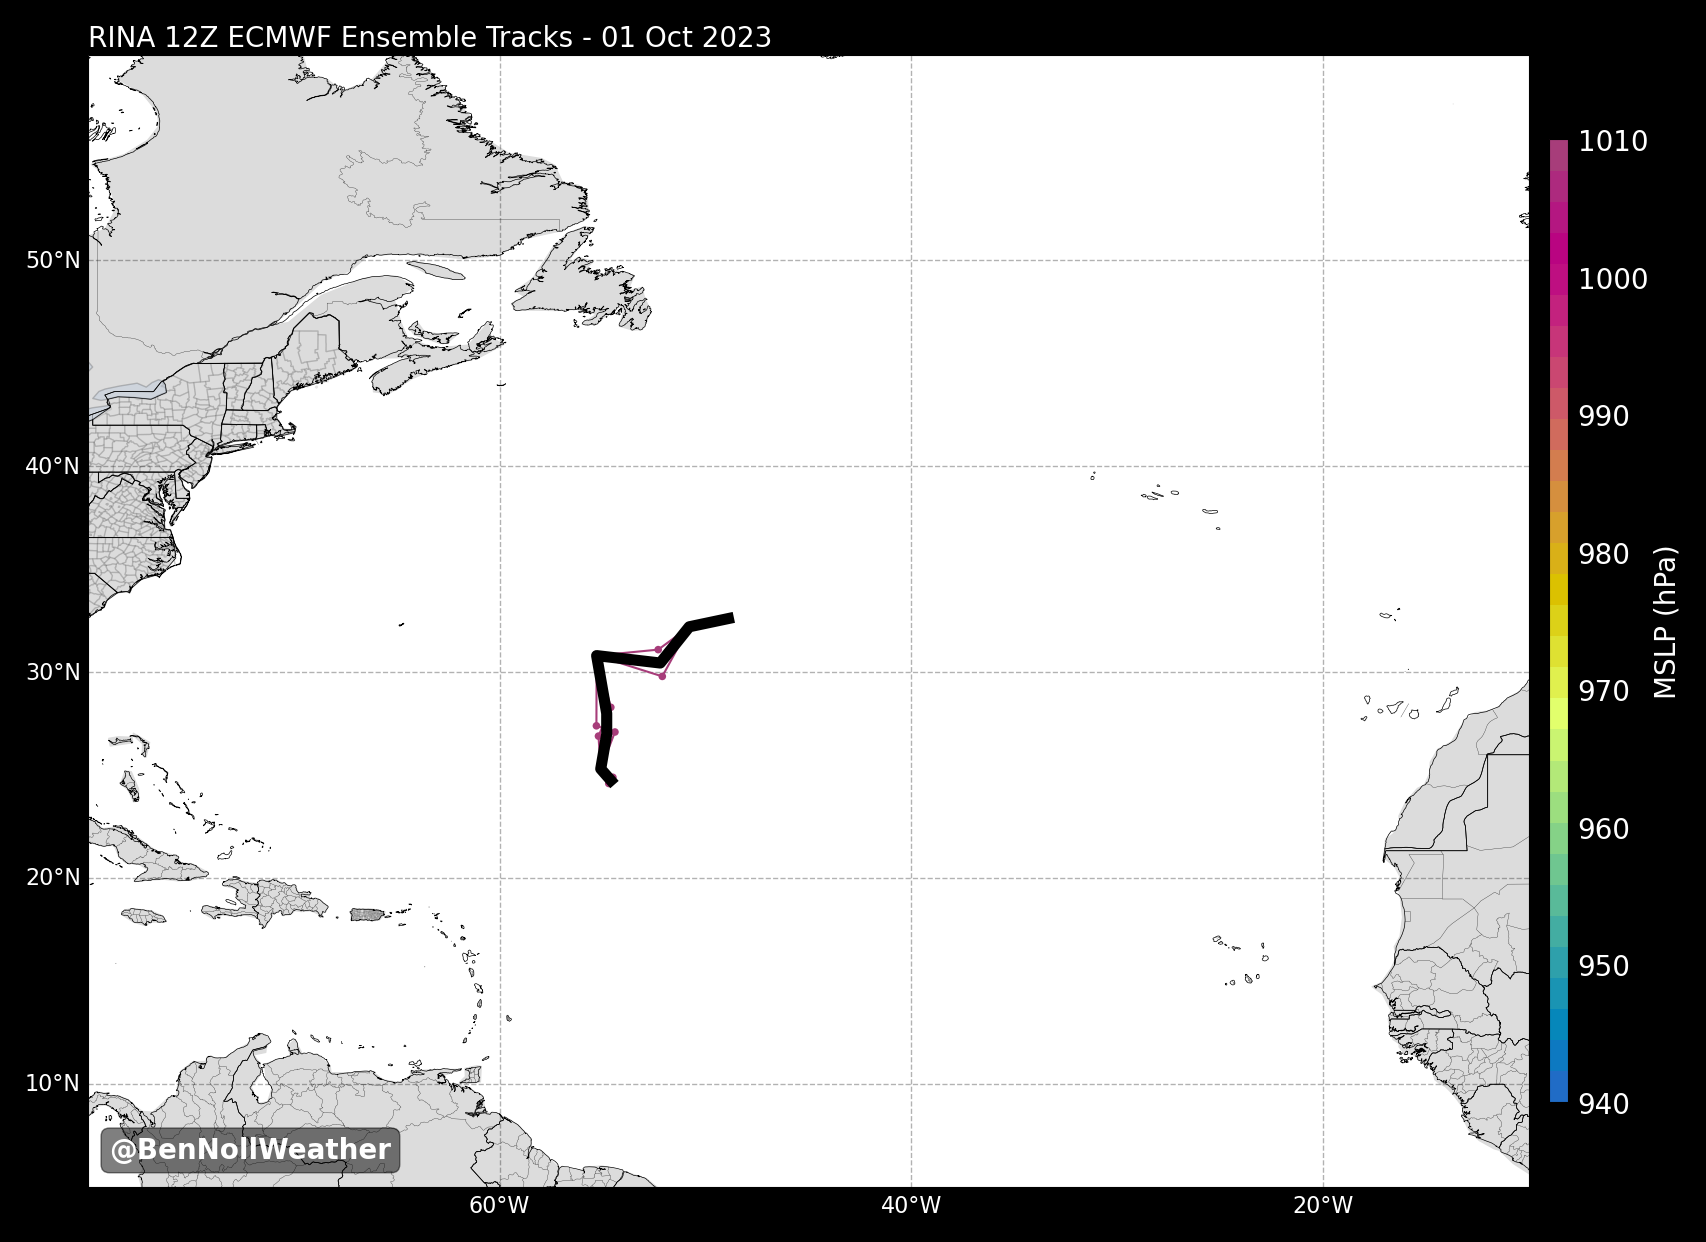 RINA 12Z ECMWF Ensemble Tracks - 01 Oct 2023
1010
1000
990
980
970
960
950
940
MSLP (hPa)
50°N
40°N
30°N
20°N
10°N
@BenNollWeather
60°W
40°W
20°W